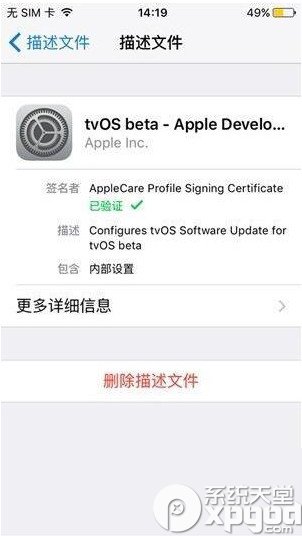 无 SIM 卡 14:19 49%
描述文件 描述文件
tvOS beta - Apple Develo...
Apple Inc.
签名者 AppleCare Profile Signing Certificate
已验证
描述 Configures tvOS Software Update for
tvOS beta
包含 内部设置
更多详细信息
删除描述文件
系统天堂
xpgod